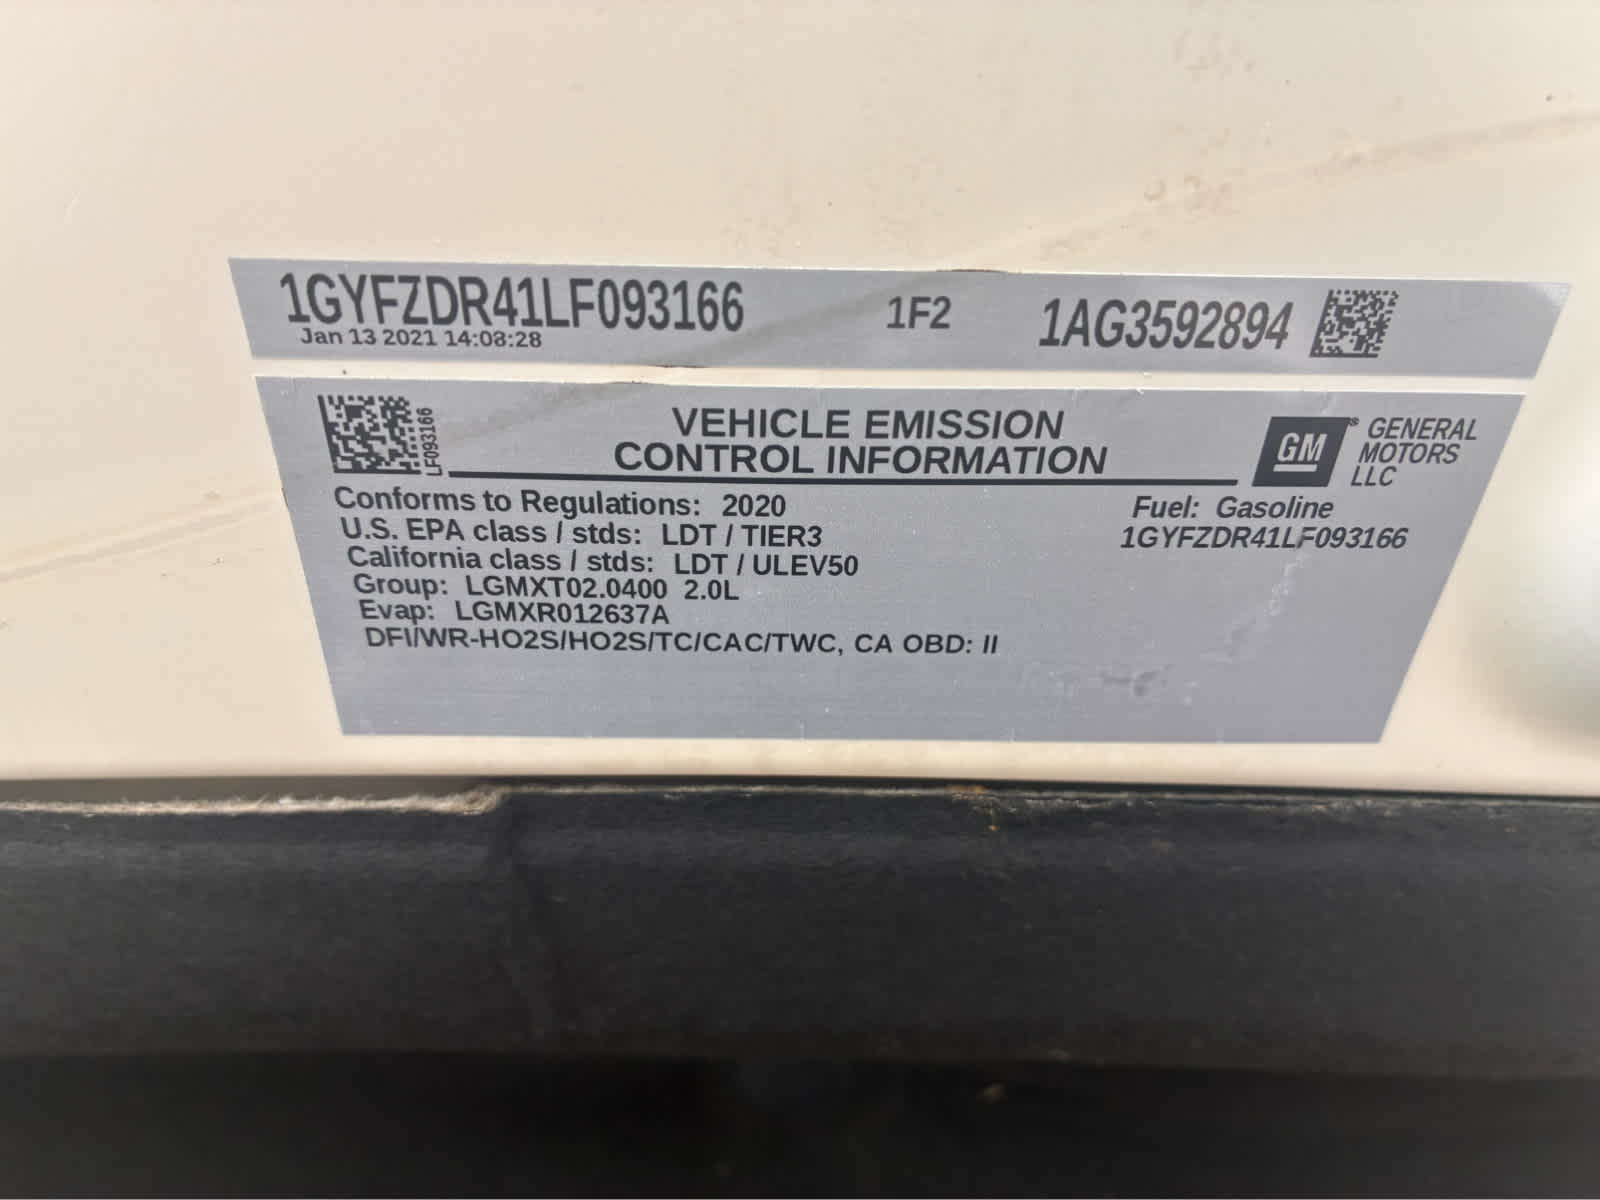 1GYFZDR41LF093166 1F2 1AG3592894
Jan 13 2021 14:08:28
LF093166
VEHICLE EMISSION
CONTROL INFORMATION
GM® GENERAL
MOTORS
LLC
Conforms to Regulations: 2020
U.S. EPA class / stds: LDT / TIER3
California class / stds: LDT / ULEV50
Group: LGMXT02.0400 2.0L
Evap: LGMXR012637A
DFI/WR-HO2S/HO2S/TC/CAC/TWC, CA OBD: II
Fuel: Gasoline
1GYFZDR41LF093166